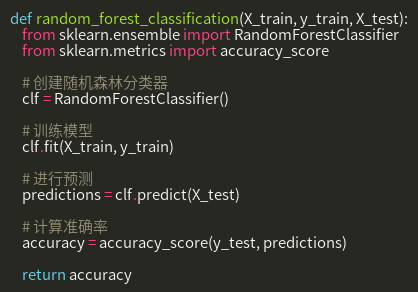 def random_forest_classification(X_train, y_train, X_test):
from sklearn.ensemble import RandomForestClassifier
from sklearn.metrics import accuracy_score
# 创建随机森林分类器
clf = RandomForestClassifier()
# 训练模型
clf.fit(X_train, y_train)
# 进行预测
predictions = clf.predict(X_test)
# 计算准确率
accuracy = accuracy_score(y_test, predictions)
return accuracy